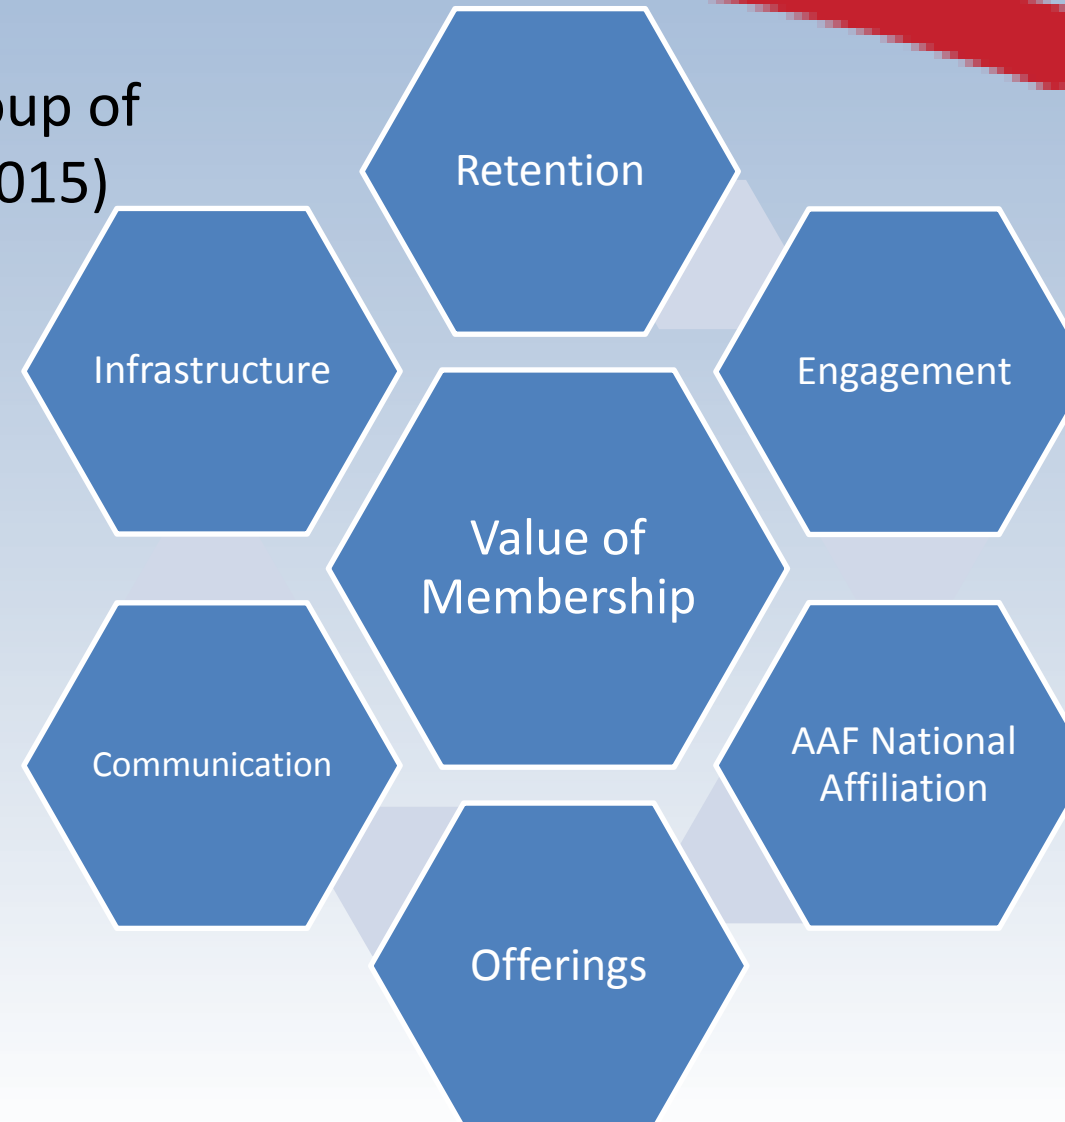 oup of
015)
Retention
Infrastructure
Engagement
Value of
Membership
Communication
AAF National
Affiliation
Offerings